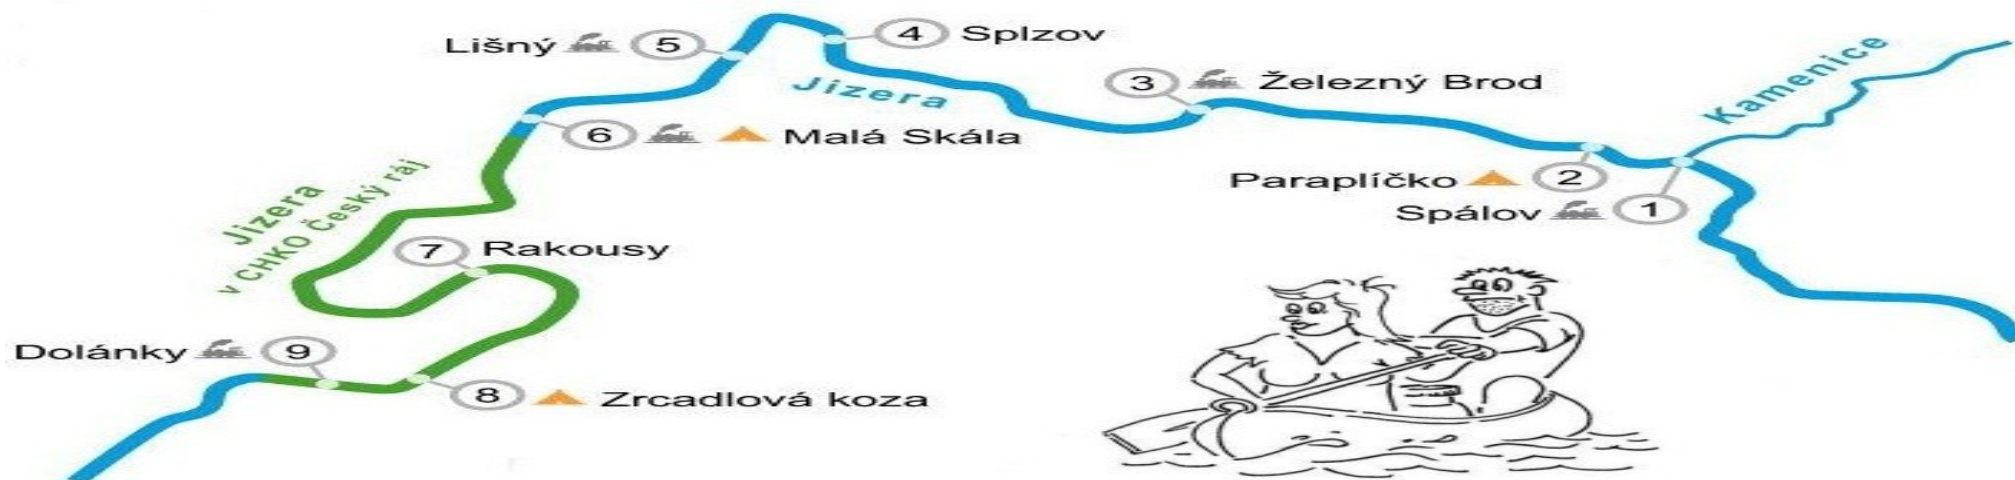 Lišný 5
4 Splzov
Jizera
3 Železný Brod
Kamenice
6 Malá Skála
Paraplíčko 2
Spálov 1
Jizera
v CHKO Český ráj
7 Rakousy
Dolánky 9
8 Zrcadlová koza